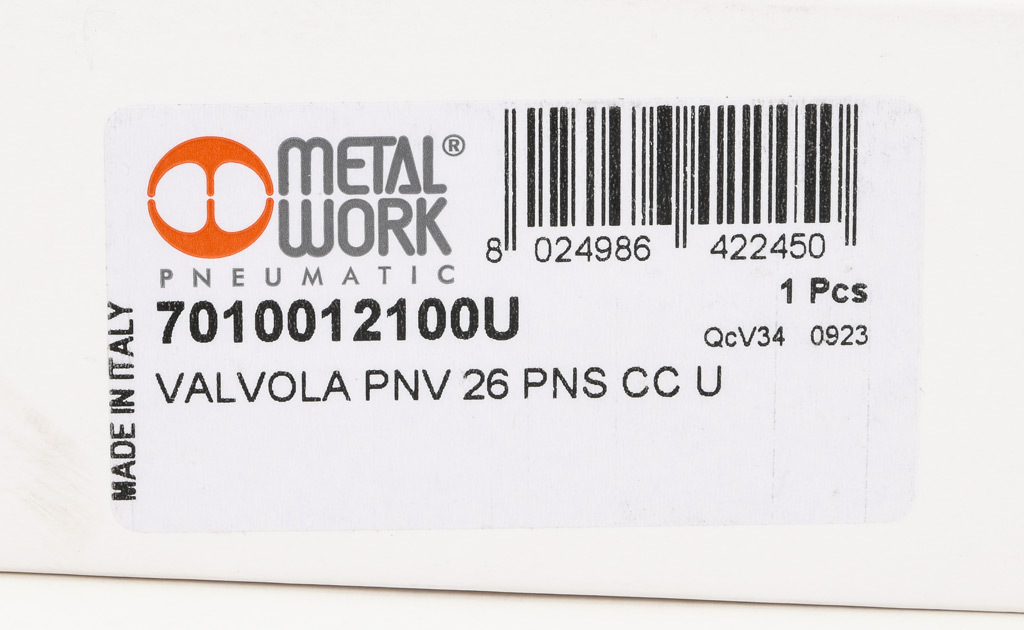 METAL®
WORK
PNEUMATIC
8 024986 422450
1 Pcs
7010012100U
QcV34 0923
VALVOLA PNV 26 PNS CC U
MADE IN ITALY